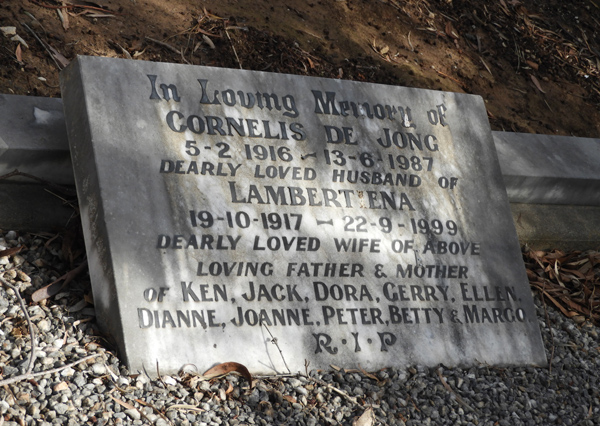 In Loving Memory of
CORNELIS DE JONG
5-2 1916 ~ 13-6-1987
DEARLY LOVED HUSBAND OF
LAMBERTIENA
19-10-1917 ~ 22-9-1999
DEARLY LOVED WIFE OF ABOVE
LOVING FATHER & MOTHER
OF KEN, JACK, DORA, GERRY, ELLEN,
DIANNE, JOANNE, PETER, BETTY & MARGO
R·I·P